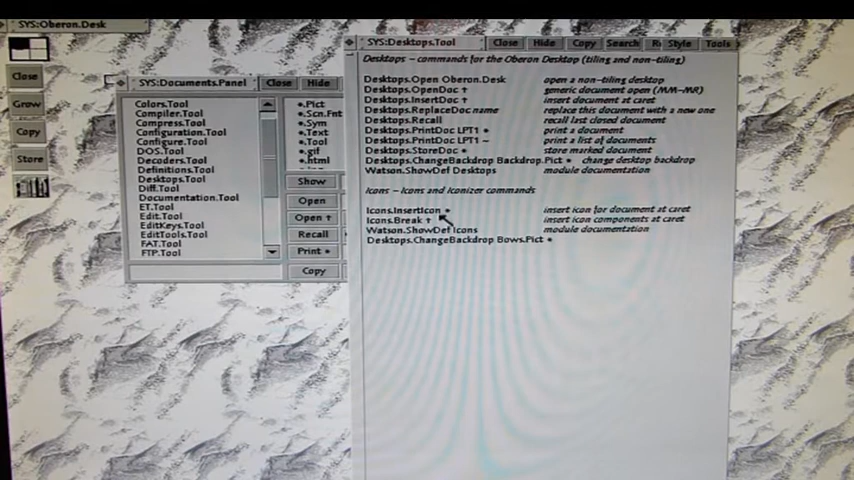 SYS:Oberon.Desk
Close
Grow
Copy
Store
SYS:Documents.Panel Close Hide
Colors.Tool
Compiler.Tool
Compress.Tool
Configuration.Tool
Configure.Tool
DOS.Tool
Decoders.Tool
Definitions.Tool
Desktops.Tool
Diff.Tool
Documentation.Tool
ET.Tool
Edit.Tool
EditKeys.Tool
EditTools.Tool
FAT.Tool
FTP.Tool
*.Pict
*.Scn.Fnt
*.Sym
*.Text
*.Tool
*.gif
*.html
Show
Open
Open ↑
Recall
Print *
Copy
SYS:Desktops.Tool Close Hide Copy Search R Style Tools
Desktops – commands for the Oberon Desktop (tiling and non-tiling)
Desktops.Open Oberon.Desk open a non-tiling desktop
Desktops.OpenDoc ↑ generic document open (MM-MR)
Desktops.InsertDoc ↑ insert document at caret
Desktops.ReplaceDoc name replace this document with a new one
Desktops.Recall recall last closed document
Desktops.PrintDoc LPT1 * print a document
Desktops.PrintDoc LPT1 ~ print a list of documents
Desktops.StoreDoc * store marked document
Desktops.ChangeBackdrop Backdrop.Pict * change desktop backdrop
Watson.ShowDef Desktops module documentation
Icons – Icons and Iconizer commands
Icons.InsertIcon * insert icon for document at caret
Icons.Break ↑ insert icon components at caret
Watson.ShowDef Icons module documentation
Desktops.ChangeBackdrop Bows.Pict *